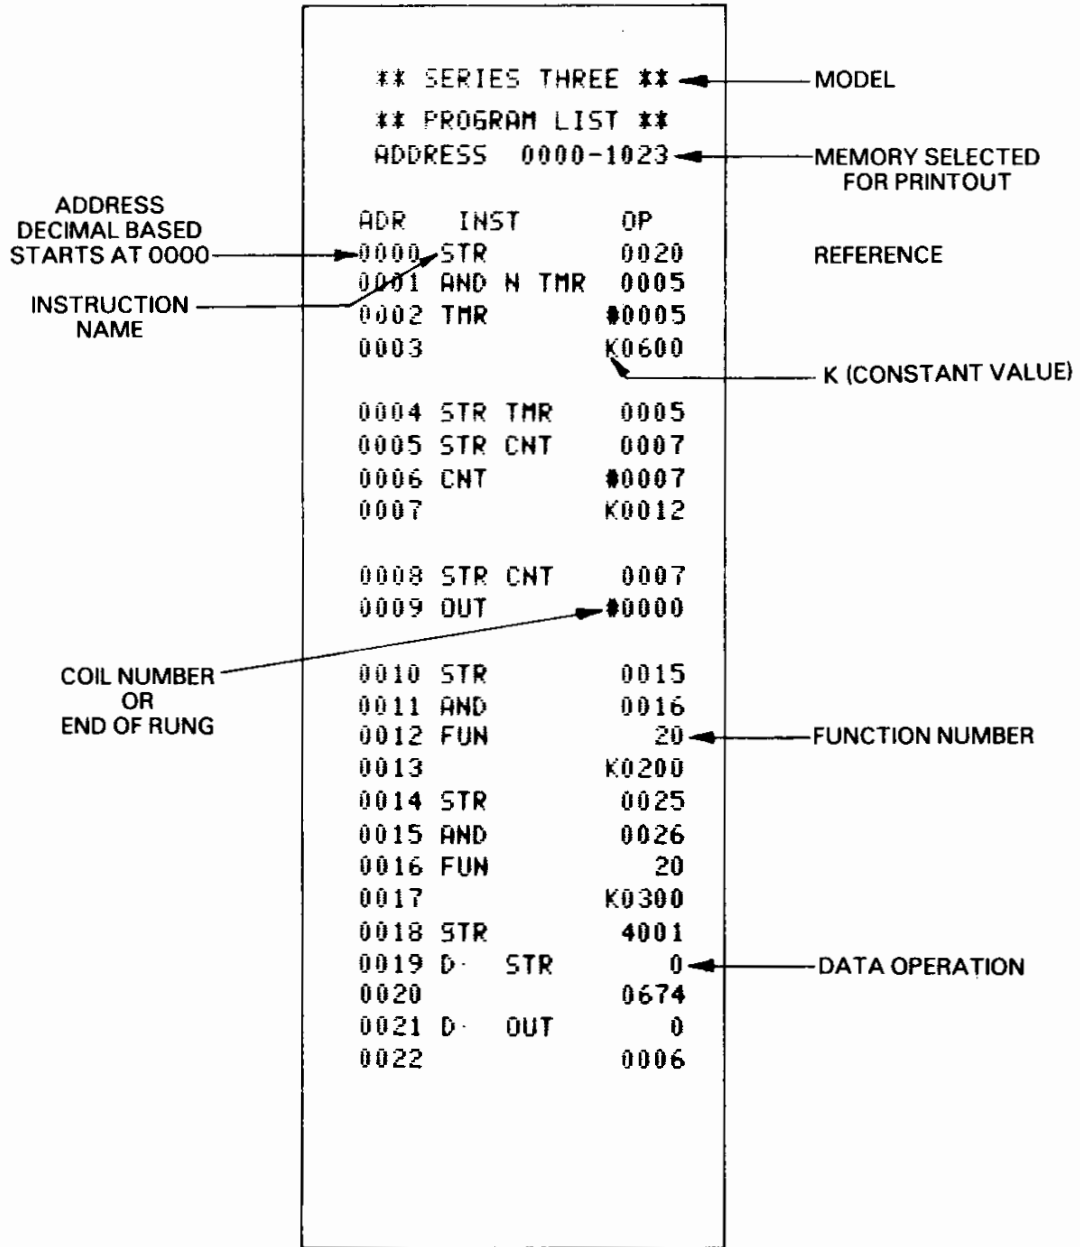 ** SERIES THREE **
MODEL
** PROGRAM LIST **
ADDRESS 0000-1023
MEMORY SELECTED
FOR PRINTOUT
ADDRESS
DECIMAL BASED
STARTS AT 0000
ADR INST OP
0000 STR 0020
REFERENCE
0001 AND N TMR 0005
INSTRUCTION
NAME
0002 TMR #0005
0003 K0600
K (CONSTANT VALUE)
0004 STR TMR 0005
0005 STR CNT 0007
0006 CNT #0007
0007 K0012
0008 STR CNT 0007
0009 OUT #0000
COIL NUMBER
OR
END OF RUNG
0010 STR 0015
0011 AND 0016
0012 FUN 20
FUNCTION NUMBER
0013 K0200
0014 STR 0025
0015 AND 0026
0016 FUN 20
0017 K0300
0018 STR 4001
0019 D· STR 0
DATA OPERATION
0020 0674
0021 D· OUT 0
0022 0006